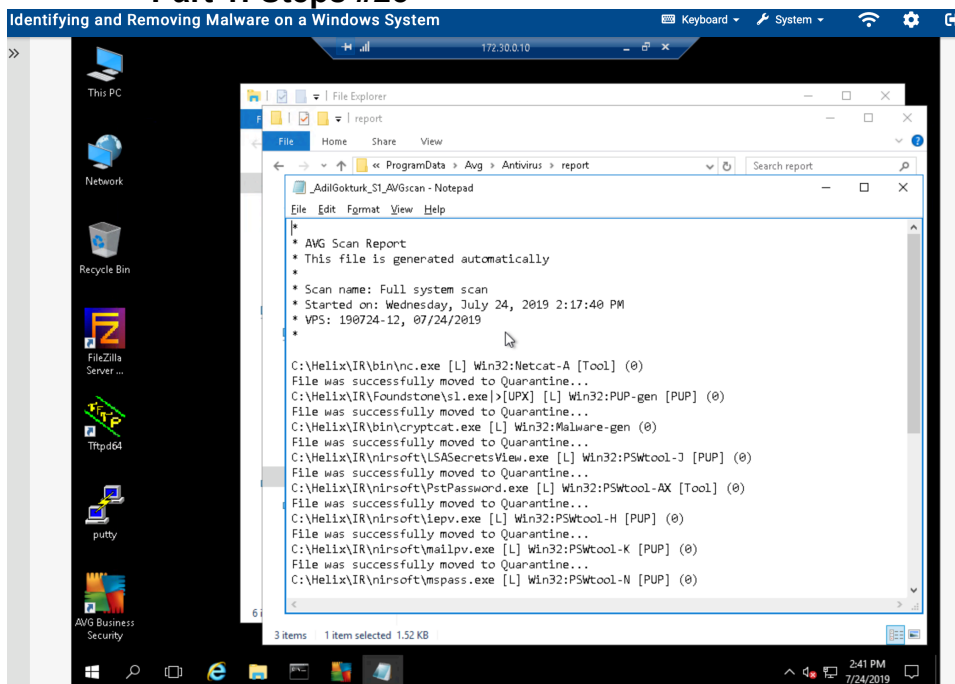 Identifying and Removing Malware on a Windows System
Keyboard
System
172.30.0.10
This PC
File Explorer
report
File
Home
Share
View
« ProgramData > Avg > Antivirus > report
Search report
Network
_AdilGokturk_S1_AVGscan - Notepad
File Edit Format View Help
*
* AVG Scan Report
* This file is generated automatically
*
* Scan name: Full system scan
* Started on: Wednesday, July 24, 2019 2:17:40 PM
* VPS: 190724-12, 07/24/2019
*
C:\Helix\IR\bin\nc.exe [L] Win32:Netcat-A [Tool] (0)
File was successfully moved to Quarantine...
C:\Helix\IR\Foundstone\sl.exe|>[UPX] [L] Win32:PUP-gen [PUP] (0)
File was successfully moved to Quarantine...
C:\Helix\IR\bin\cryptcat.exe [L] Win32:Malware-gen (0)
File was successfully moved to Quarantine...
C:\Helix\IR\nirsoft\LSASecretsView.exe [L] Win32:PSWtool-J [PUP] (0)
File was successfully moved to Quarantine...
C:\Helix\IR\nirsoft\PstPassword.exe [L] Win32:PSWtool-AX [Tool] (0)
File was successfully moved to Quarantine...
C:\Helix\IR\nirsoft\iepv.exe [L] Win32:PSWtool-H [PUP] (0)
File was successfully moved to Quarantine...
C:\Helix\IR\nirsoft\mailpv.exe [L] Win32:PSWtool-K [PUP] (0)
File was successfully moved to Quarantine...
C:\Helix\IR\nirsoft\mspass.exe [L] Win32:PSWtool-N [PUP] (0)
Recycle Bin
FileZilla
Server ...
Tftpd64
putty
AVG Business
Security
3 items
1 item selected 1.52 KB
2:41 PM
7/24/2019